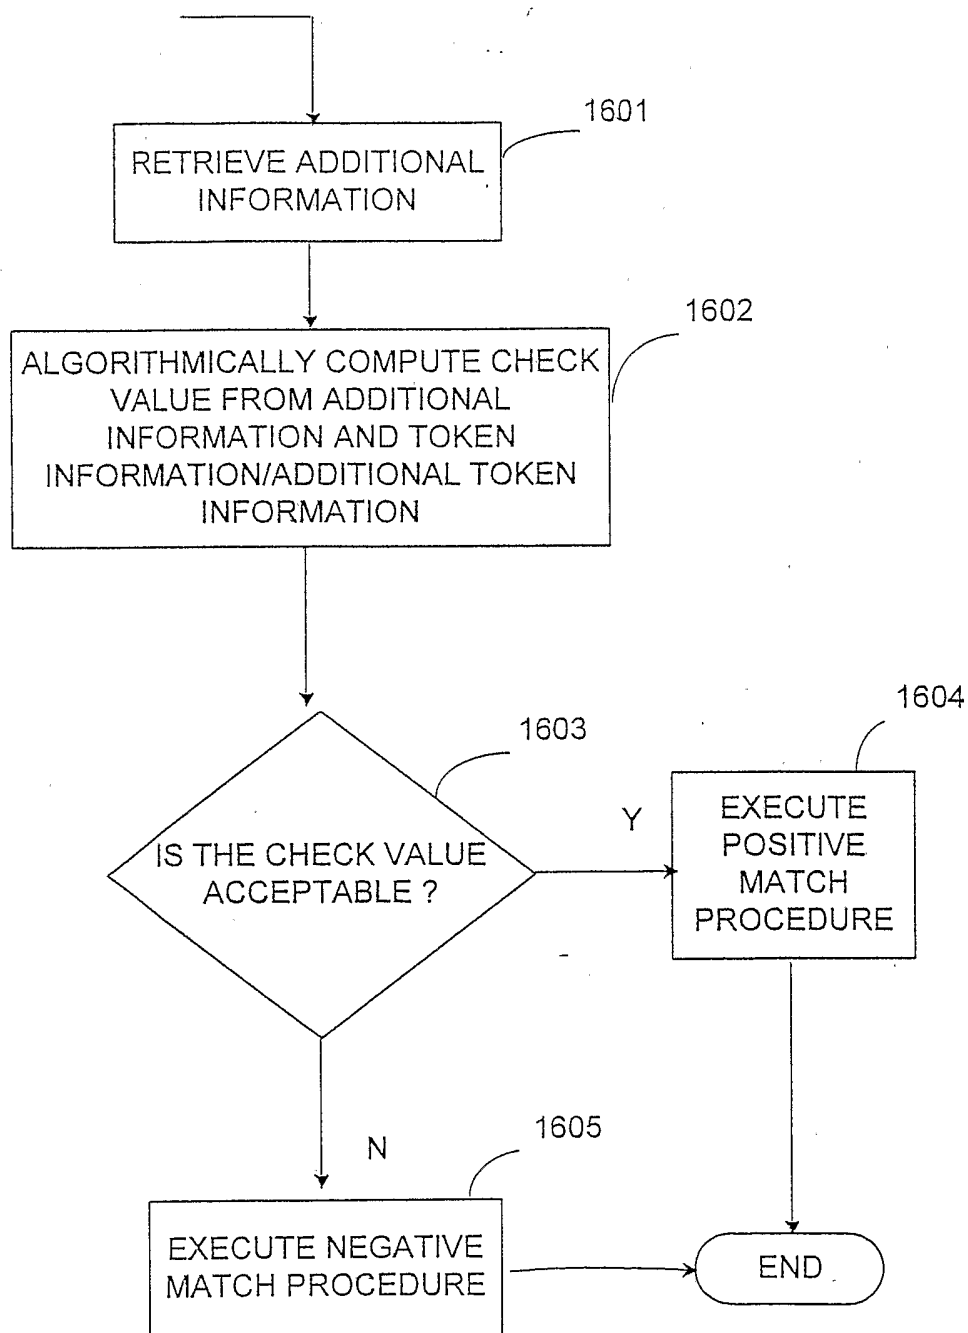 1601
RETRIEVE ADDITIONAL
INFORMATION
1602
ALGORITHMICALLY COMPUTE CHECK
VALUE FROM ADDITIONAL
INFORMATION AND TOKEN
INFORMATION/ADDITIONAL TOKEN
INFORMATION
1603
IS THE CHECK VALUE
ACCEPTABLE ?
Y
1604
EXECUTE
POSITIVE
MATCH
PROCEDURE
N
1605
EXECUTE NEGATIVE
MATCH PROCEDURE
END